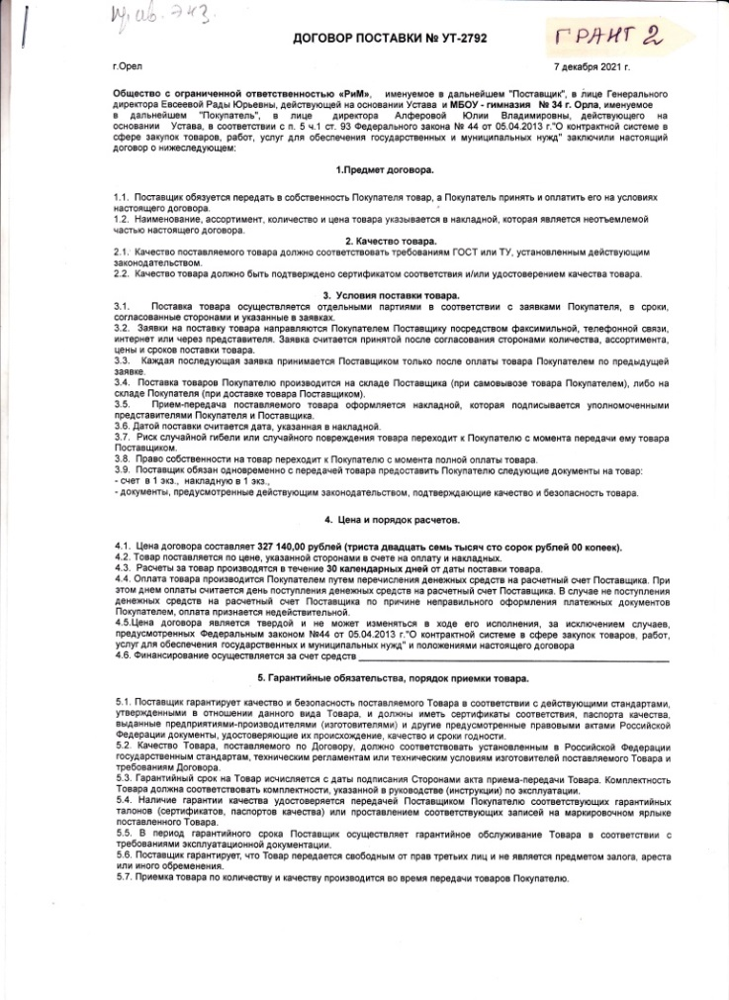 ГРАНТ 2
ДОГОВОР ПОСТАВКИ № УТ-2792
г.Орел 7 декабря 2021 г.
Общество с ограниченной ответственностью «РиМ», именуемое в дальнейшем "Поставщик", в лице Генерального
директора Евсеевой Рады Юрьевны, действующей на основании Устава и МБОУ - гимназия № 34 г. Орла, именуемое
в дальнейшем "Покупатель", в лице директора Алферовой Юлии Владимировны, действующего на
основании Устава, в соответствии с п. 5 ч.1 ст. 93 Федерального закона № 44 от 05.04.2013 г."О контрактной системе в
сфере закупок товаров, работ, услуг для обеспечения государственных и муниципальных нужд" заключили настоящий
договор о нижеследующем:
1.Предмет договора.
1.1. Поставщик обязуется передать в собственность Покупателя товар, а Покупатель принять и оплатить его на условиях
настоящего договора.
1.2. Наименование, ассортимент, количество и цена товара указывается в накладной, которая является неотъемлемой
частью настоящего договора.
2. Качество товара.
2.1. Качество поставляемого товара должно соответствовать требованиям ГОСТ или ТУ, установленным действующим
законодательством.
2.2. Качество товара должно быть подтверждено сертификатом соответствия и/или удостоверением качества товара.
3. Условия поставки товара.
3.1. Поставка товара осуществляется отдельными партиями в соответствии с заявками Покупателя, в сроки,
согласованные сторонами и указанные в заявках.
3.2. Заявки на поставку товара направляются Покупателем Поставщику посредством факсимильной, телефонной связи,
интернет или через представителя. Заявка считается принятой после согласования сторонами количества, ассортимента,
цены и сроков поставки товара.
3.3. Каждая последующая заявка принимается Поставщиком только после оплаты товара Покупателем по предыдущей
заявке.
3.4. Поставка товаров Покупателю производится на складе Поставщика (при самовывозе товара Покупателем), либо на
складе Покупателя (при доставке товара Поставщиком).
3.5. Прием-передача поставляемого товара оформляется накладной, которая подписывается уполномоченными
представителями Покупателя и Поставщика.
3.6. Датой поставки считается дата, указанная в накладной.
3.7. Риск случайной гибели или случайного повреждения товара переходит к Покупателю с момента передачи ему товара
Поставщиком.
3.8. Право собственности на товар переходит к Покупателю с момента полной оплаты товара.
3.9. Поставщик обязан одновременно с передачей товара предоставить Покупателю следующие документы на товар:
- счет в 1 экз., накладную в 1 экз.,
- документы, предусмотренные действующим законодательством, подтверждающие качество и безопасность товара.
4. Цена и порядок расчетов.
4.1. Цена договора составляет 327 140,00 рублей (триста двадцать семь тысяч сто сорок рублей 00 копеек).
4.2. Товар поставляется по цене, указанной сторонами в счете на оплату и накладных.
4.3. Расчеты за товар производятся в течение 30 календарных дней от даты поставки товара.
4.4. Оплата товара производится Покупателем путем перечисления денежных средств на расчетный счет Поставщика. При
этом днем оплаты считается день поступления денежных средств на расчетный счет Поставщика. В случае не поступления
денежных средств на расчетный счет Поставщика по причине неправильного оформления платежных документов
Покупателем, оплата признается недействительной.
4.5.Цена договора является твердой и не может изменяться в ходе его исполнения, за исключением случаев,
предусмотренных Федеральным законом №44 от 05.04.2013 г."О контрактной системе в сфере закупок товаров, работ,
услуг для обеспечения государственных и муниципальных нужд" и положениями настоящего договора
4.6. Финансирование осуществляется за счет средств
5. Гарантийные обязательства, порядок приемки товара.
5.1. Поставщик гарантирует качество и безопасность поставляемого Товара в соответствии с действующими стандартами,
утвержденными в отношении данного вида Товара, и должны иметь сертификаты соответствия, паспорта качества,
выданные предприятиями-производителями (изготовителями) и другие предусмотренные правовыми актами Российской
Федерации документы, удостоверяющие их происхождение, качество и сроки годности.
5.2. Качество Товара, поставляемого по Договору, должно соответствовать установленным в Российской Федерации
государственным стандартам, техническим регламентам или техническим условиям изготовителей поставляемого Товара и
требованиям Договора.
5.3. Гарантийный срок на Товар исчисляется с даты подписания Сторонами акта приема-передачи Товара. Комплектность
Товара должна соответствовать комплектности, указанной в руководстве (инструкции) по эксплуатации.
5.4. Наличие гарантии качества удостоверяется передачей Поставщиком Покупателю соответствующих гарантийных
талонов (сертификатов, паспортов качества) или проставлением соответствующих записей на маркировочном ярлыке
поставленного Товара.
5.5. В период гарантийного срока Поставщик осуществляет гарантийное обслуживание Товара в соответствии с
требованиями эксплуатационной документации.
5.6. Поставщик гарантирует, что Товар передается свободным от прав третьих лиц и не является предметом залога, ареста
или иного обременения.
5.7. Приемка товара по количеству и качеству производится во время передачи товаров Покупателю.